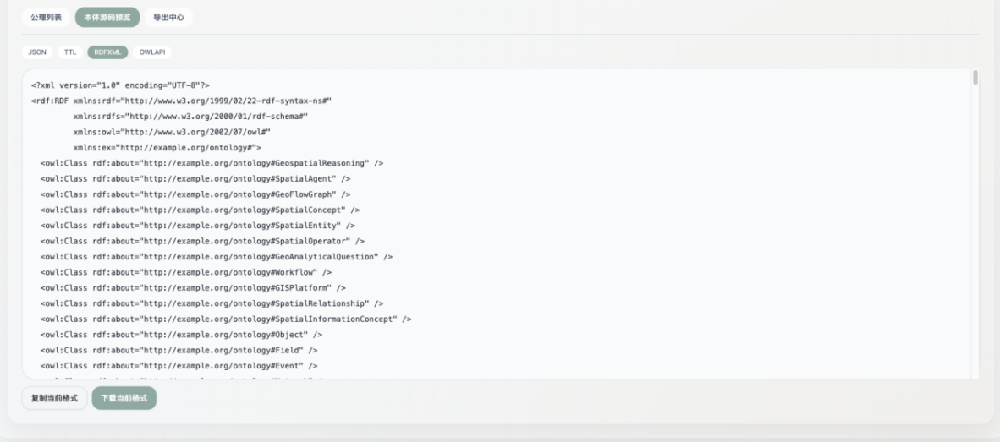 公理列表 本体源码预览 导出中心
JSON TTL RDFXML OWLAPI
<?xml version="1.0" encoding="UTF-8"?>
<rdf:RDF xmlns:rdf="http://www.w3.org/1999/02/22-rdf-syntax-ns#"
xmlns:rdfs="http://www.w3.org/2000/01/rdf-schema#"
xmlns:owl="http://www.w3.org/2002/07/owl#"
xmlns:ex="http://example.org/ontology#">
<owl:Class rdf:about="http://example.org/ontology#GeospatialReasoning" />
<owl:Class rdf:about="http://example.org/ontology#SpatialAgent" />
<owl:Class rdf:about="http://example.org/ontology#GeoFlowGraph" />
<owl:Class rdf:about="http://example.org/ontology#SpatialConcept" />
<owl:Class rdf:about="http://example.org/ontology#SpatialEntity" />
<owl:Class rdf:about="http://example.org/ontology#SpatialOperator" />
<owl:Class rdf:about="http://example.org/ontology#GeoAnalyticalQuestion" />
<owl:Class rdf:about="http://example.org/ontology#Workflow" />
<owl:Class rdf:about="http://example.org/ontology#GISPlatform" />
<owl:Class rdf:about="http://example.org/ontology#SpatialRelationship" />
<owl:Class rdf:about="http://example.org/ontology#SpatialInformationConcept" />
<owl:Class rdf:about="http://example.org/ontology#Object" />
<owl:Class rdf:about="http://example.org/ontology#Field" />
<owl:Class rdf:about="http://example.org/ontology#Event" />
复制当前格式 下载当前格式